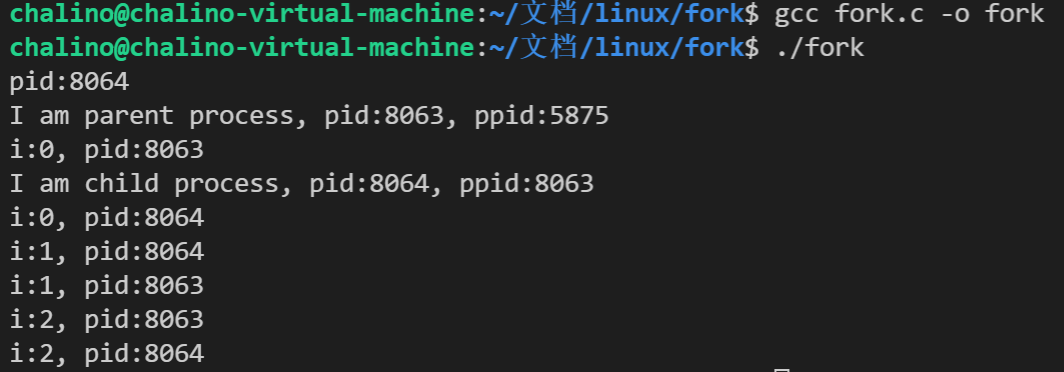 chalino@chalino-virtual-machine:~/文档/linux/fork$ gcc fork.c -o fork
chalino@chalino-virtual-machine:~/文档/linux/fork$ ./fork
pid:8064
I am parent process, pid:8063, ppid:5875
i:0, pid:8063
I am child process, pid:8064, ppid:8063
i:0, pid:8064
i:1, pid:8064
i:1, pid:8063
i:2, pid:8063
i:2, pid:8064